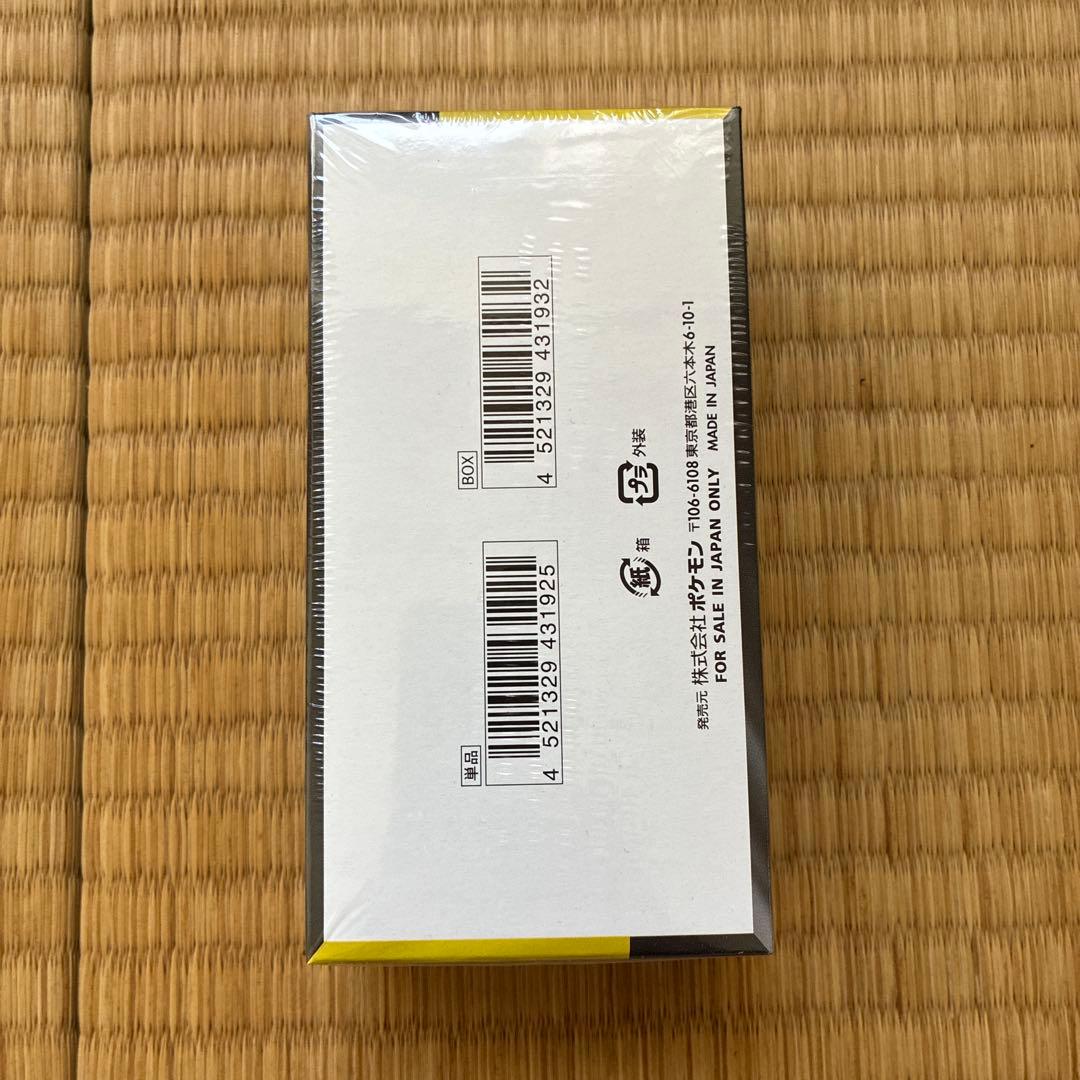 単品
4 521329 431925
BOX
4 521329 431932
紙 箱
プラ 外装
発売元 株式会社 ポケモン 〒106-6108 東京都港区六本木6-10-1
FOR SALE IN JAPAN ONLY MADE IN JAPAN